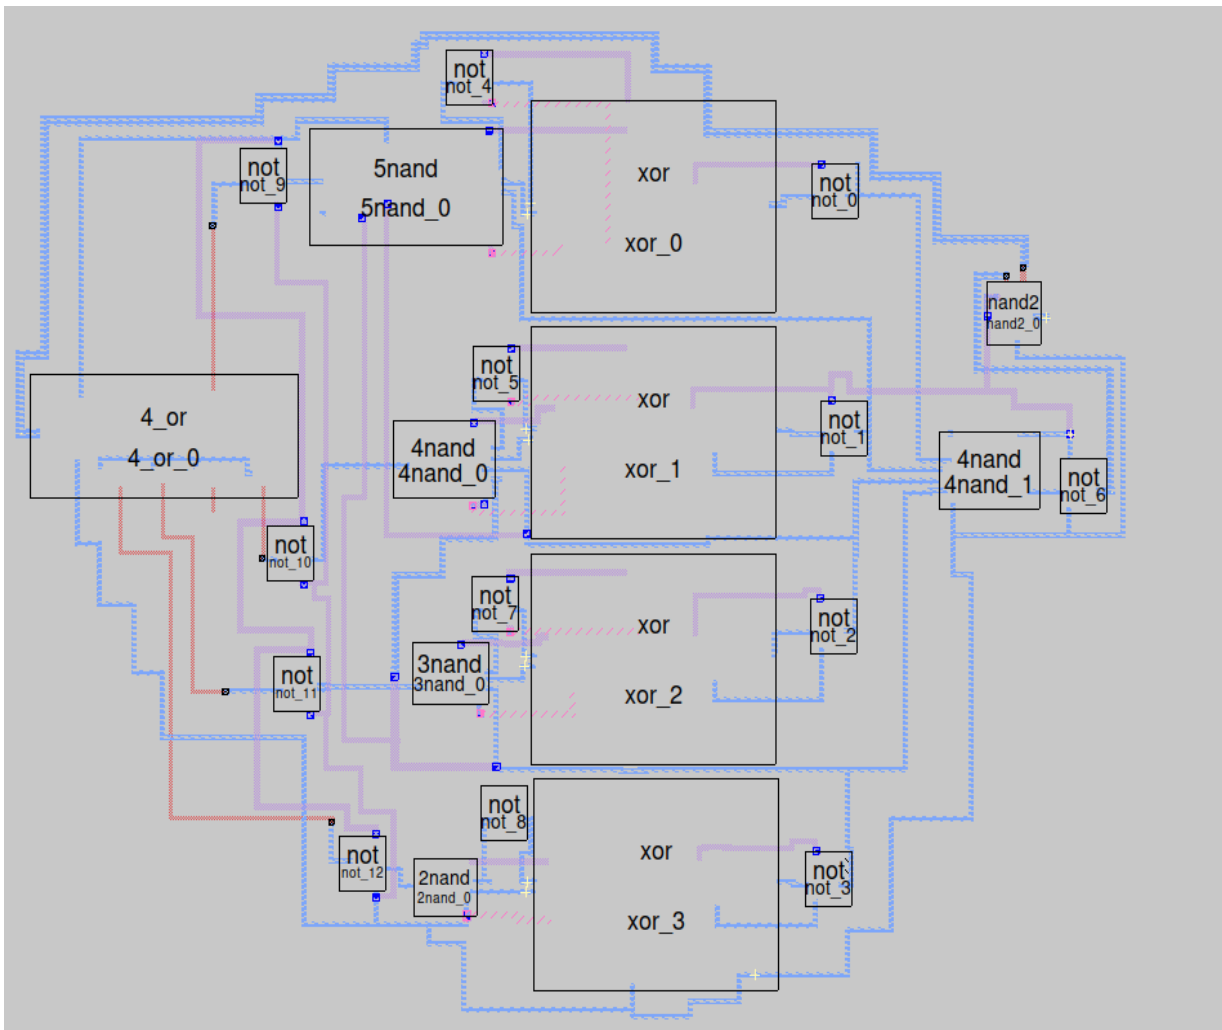 not
not_4
not
not_9
5nand
5nand_0
xor
xor_0
not
not_0
nand2
nand2_0
not
not_5
xor
xor_1
not
not_1
4_or
4_or_0
4nand
4nand_0
4nand
4nand_1
not
not_6
not
not_10
not
not_7
xor
xor_2
not
not_2
3nand
3nand_0
not
not_11
not
not_8
xor
xor_3
not
not_3
not
not_12
2nand
2nand_0